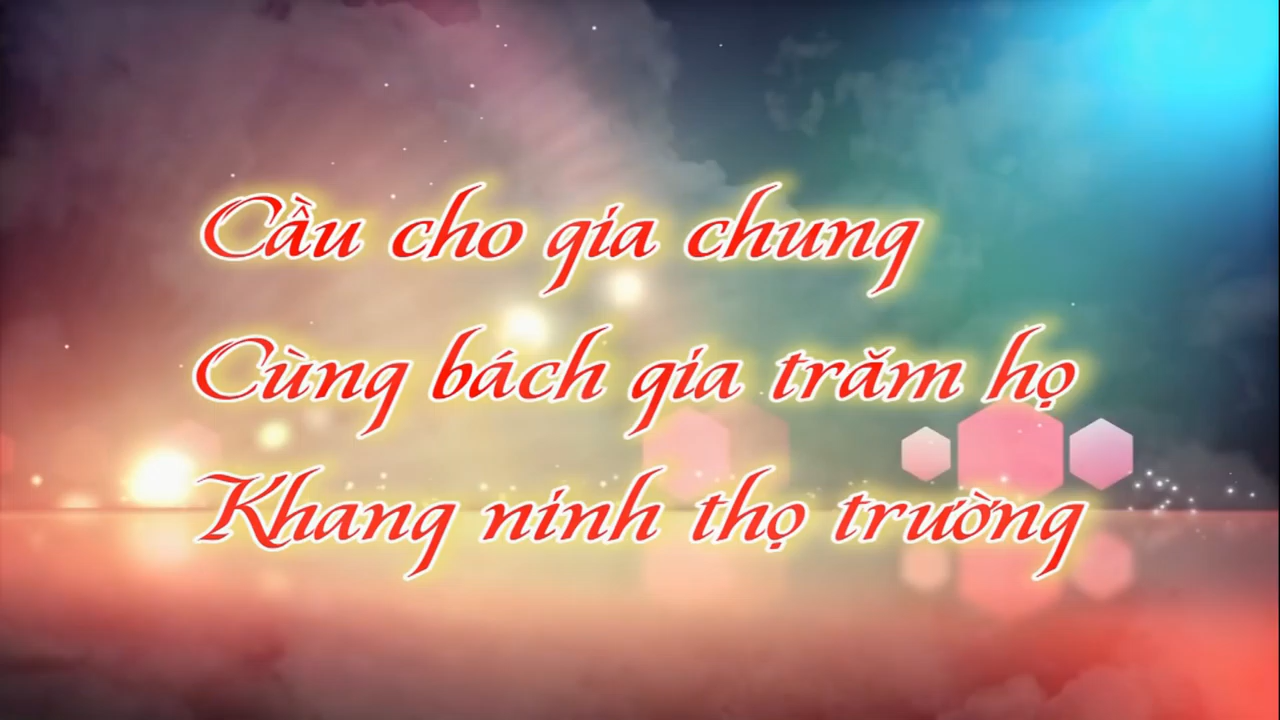 Cầu cho gia chung
Cùng bách gia trăm họ
Khang ninh thọ trường